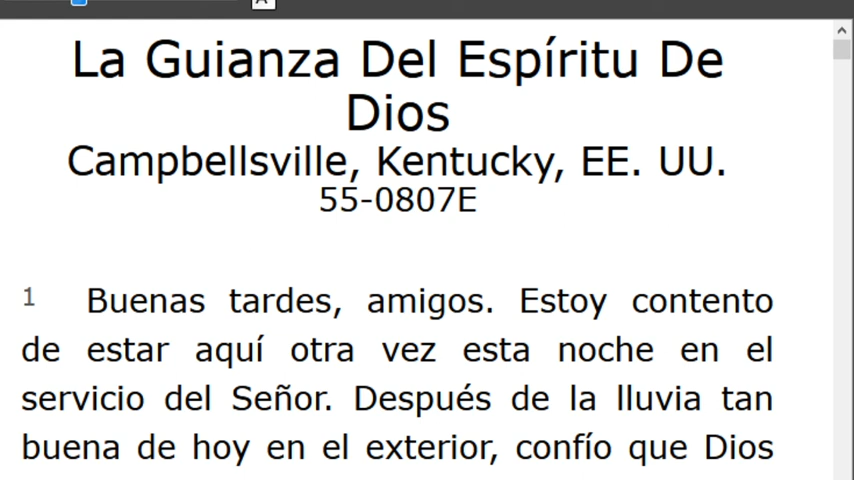 La Guianza Del Espíritu De
Dios
Campbellsville, Kentucky, EE. UU.
55-0807E
1 Buenas tardes, amigos. Estoy contento
de estar aquí otra vez esta noche en el
servicio del Señor. Después de la lluvia tan
buena de hoy en el exterior, confío que Dios